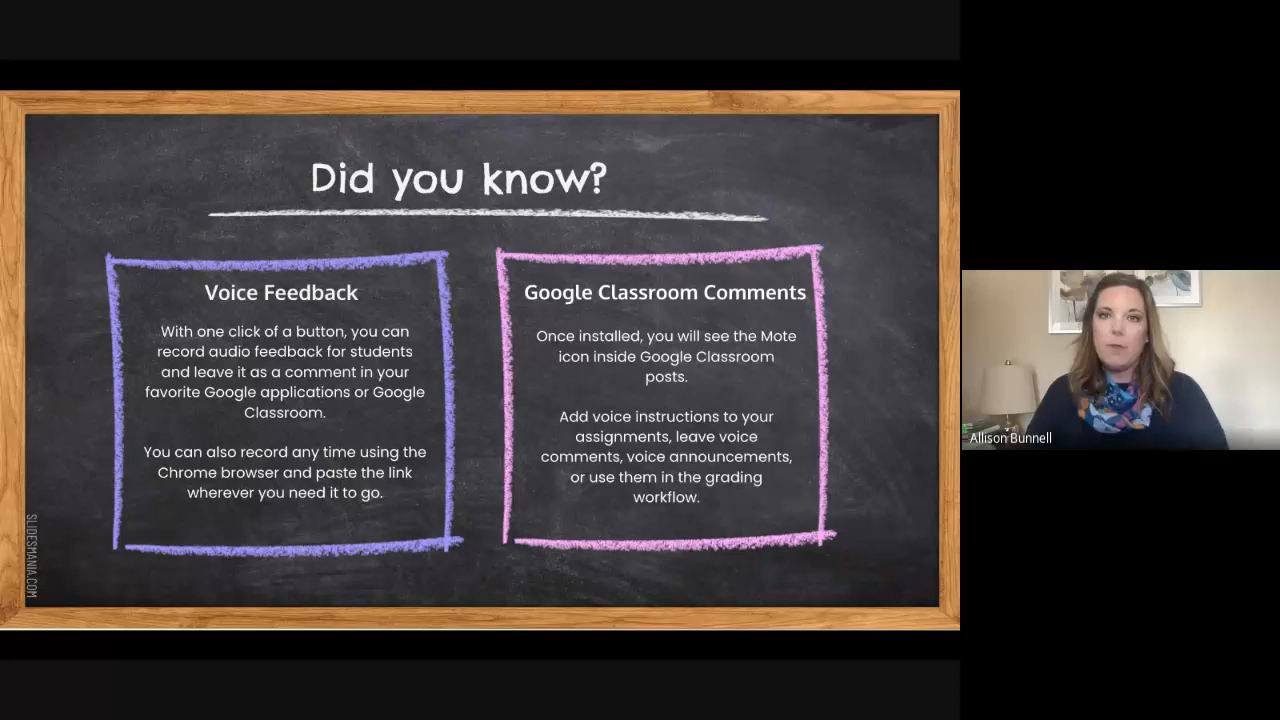 Did you know?
Voice Feedback
With one click of a button, you can
record audio feedback for students
and leave it as a comment in your
favorite Google applications or Google
Classroom.
You can also record any time using the
Chrome browser and paste the link
wherever you need it to go.
Google Classroom Comments
Once installed, you will see the Mote
icon inside Google Classroom
posts.
Add voice instructions to your
assignments, leave voice
comments, voice announcements,
or use them in the grading
workflow.
SLIDESMANIA.COM
Allison Bunnell